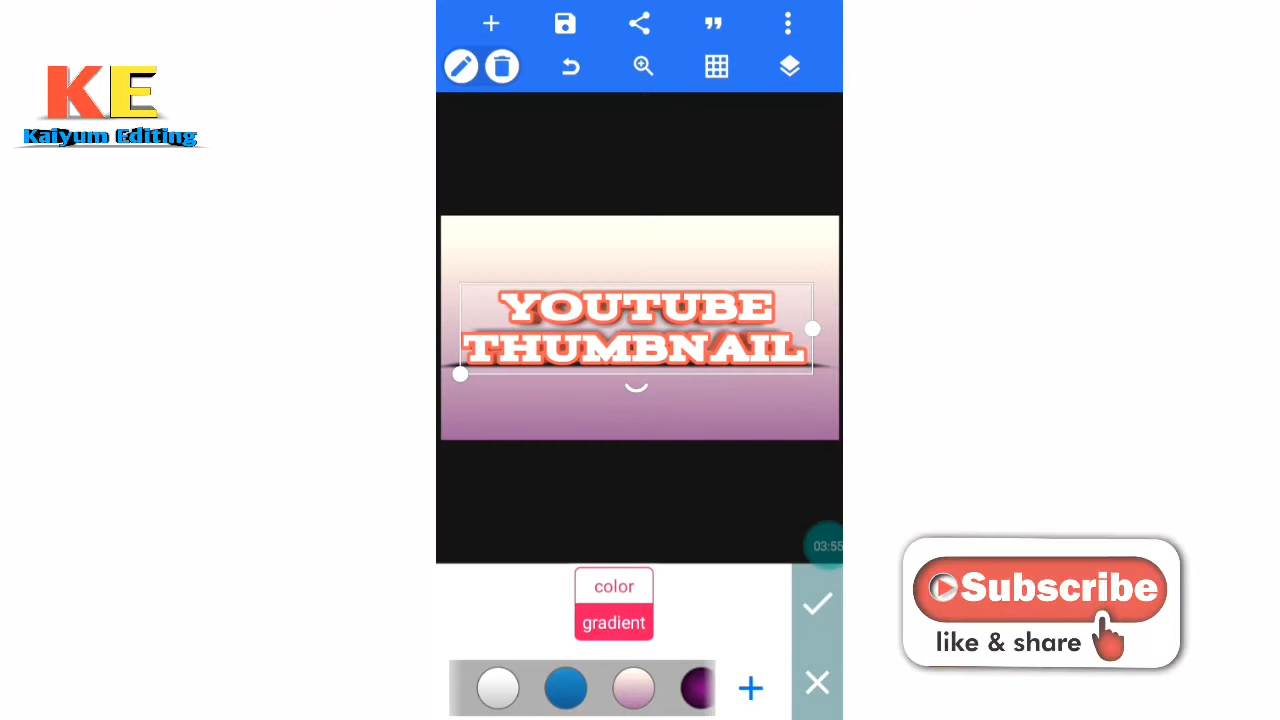 KE
Kaiyum Editing
YOUTUBE
THUMBNAIL
03:55
color
gradient
Subscribe
like & share